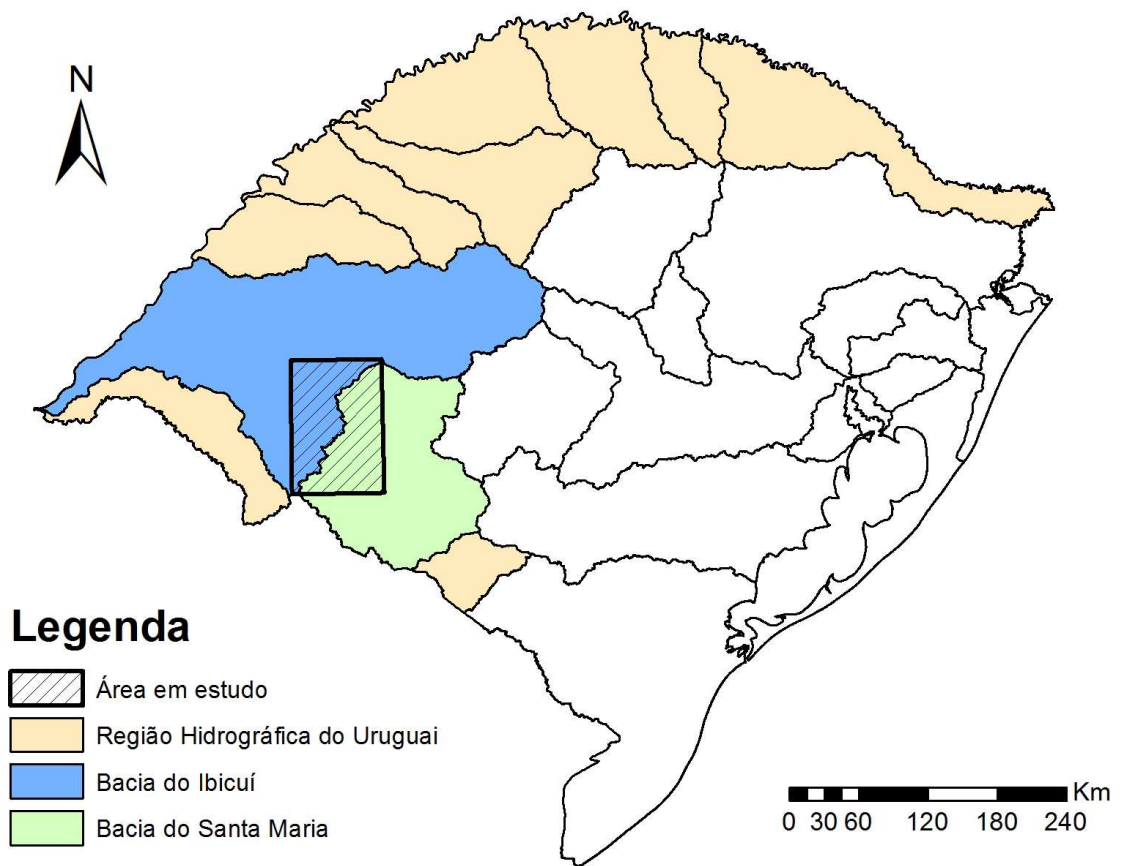 N
Legenda
Área em estudo
Região Hidrográfica do Uruguai
Bacia do Ibicuí
Bacia do Santa Maria
Km
0 30 60 120 180 240